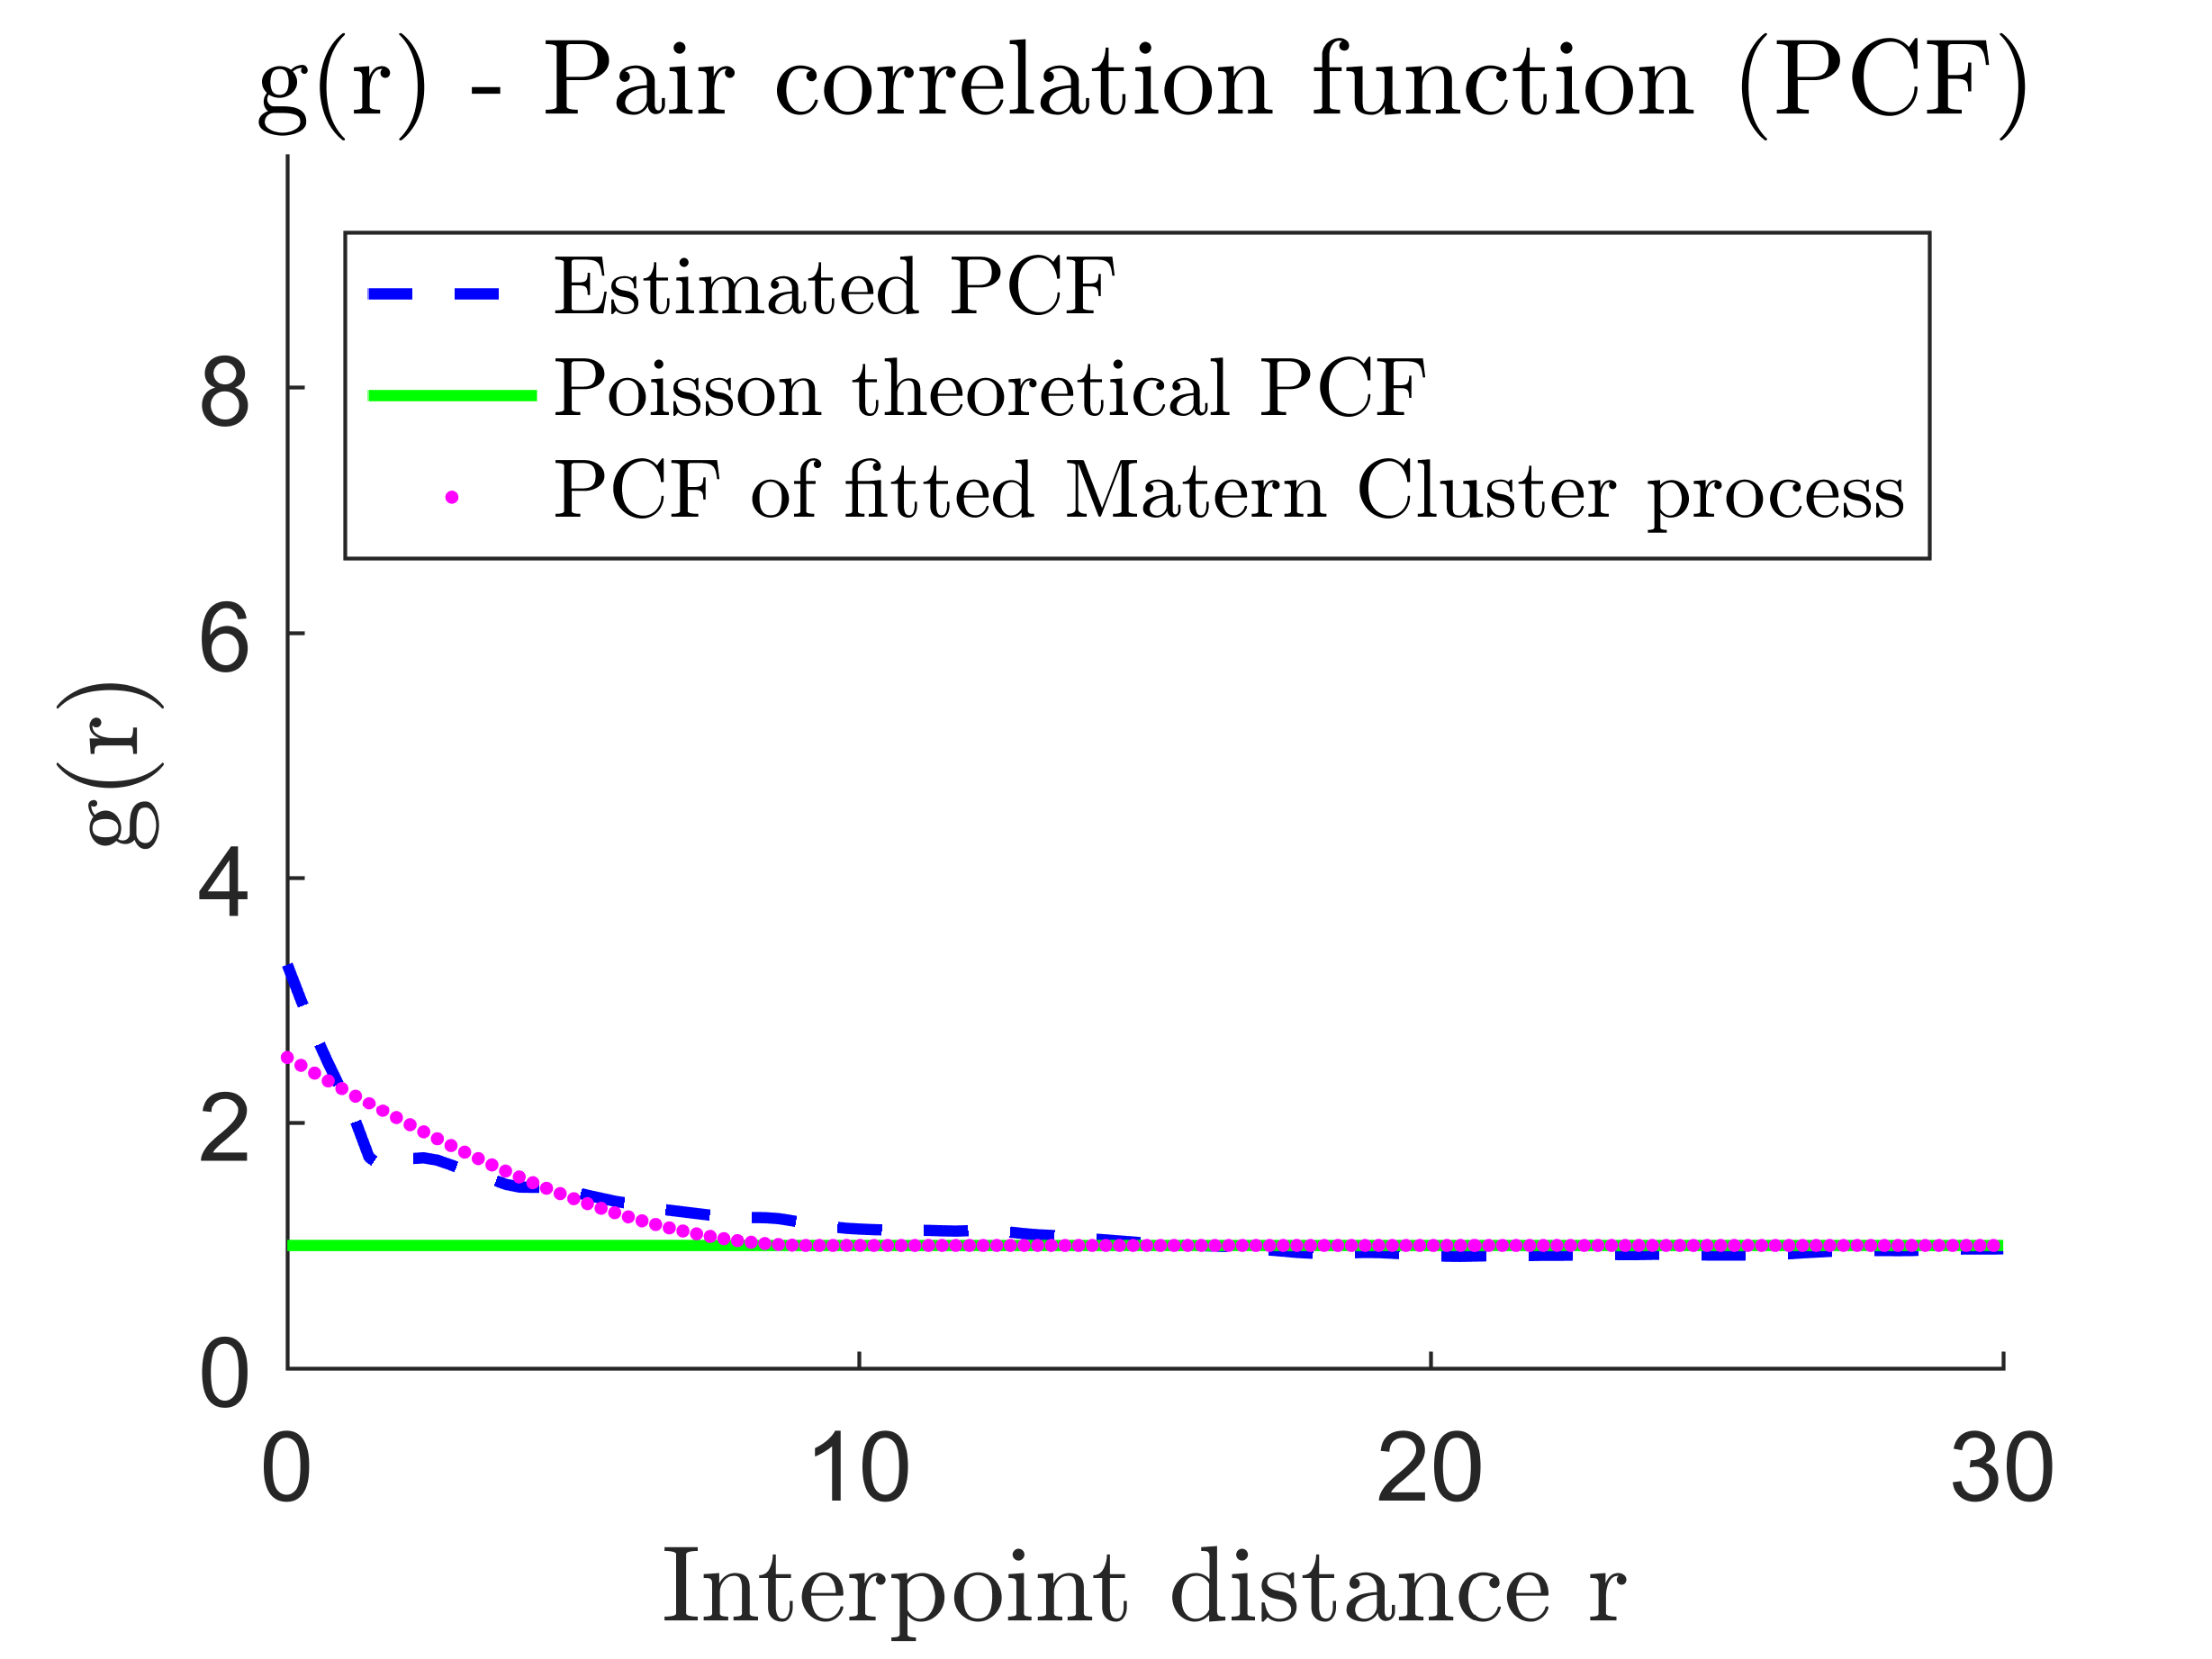 g(r) - Pair correlation function (PCF)
Estimated PCF
Poisson theoretical PCF
PCF of fitted Matern Cluster process
8
6
4
2
0
g(r)
0 10 20 30
Interpoint distance r